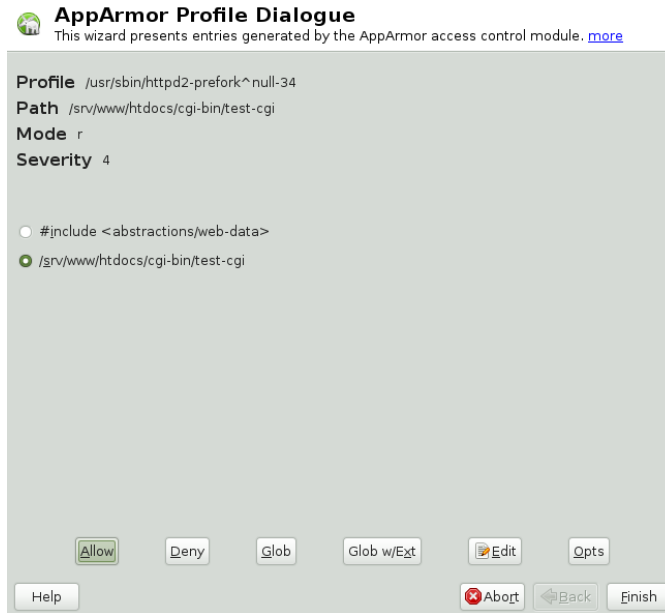 AppArmor Profile Dialogue
This wizard presents entries generated by the AppArmor access control module. more
Profile /usr/sbin/httpd2-prefork^null-34
Path /srv/www/htdocs/cgi-bin/test-cgi
Mode r
Severity 4
#include <abstractions/web-data>
/srv/www/htdocs/cgi-bin/test-cgi
Allow Deny Glob Glob w/Ext Edit Opts
Help Abort Back Finish